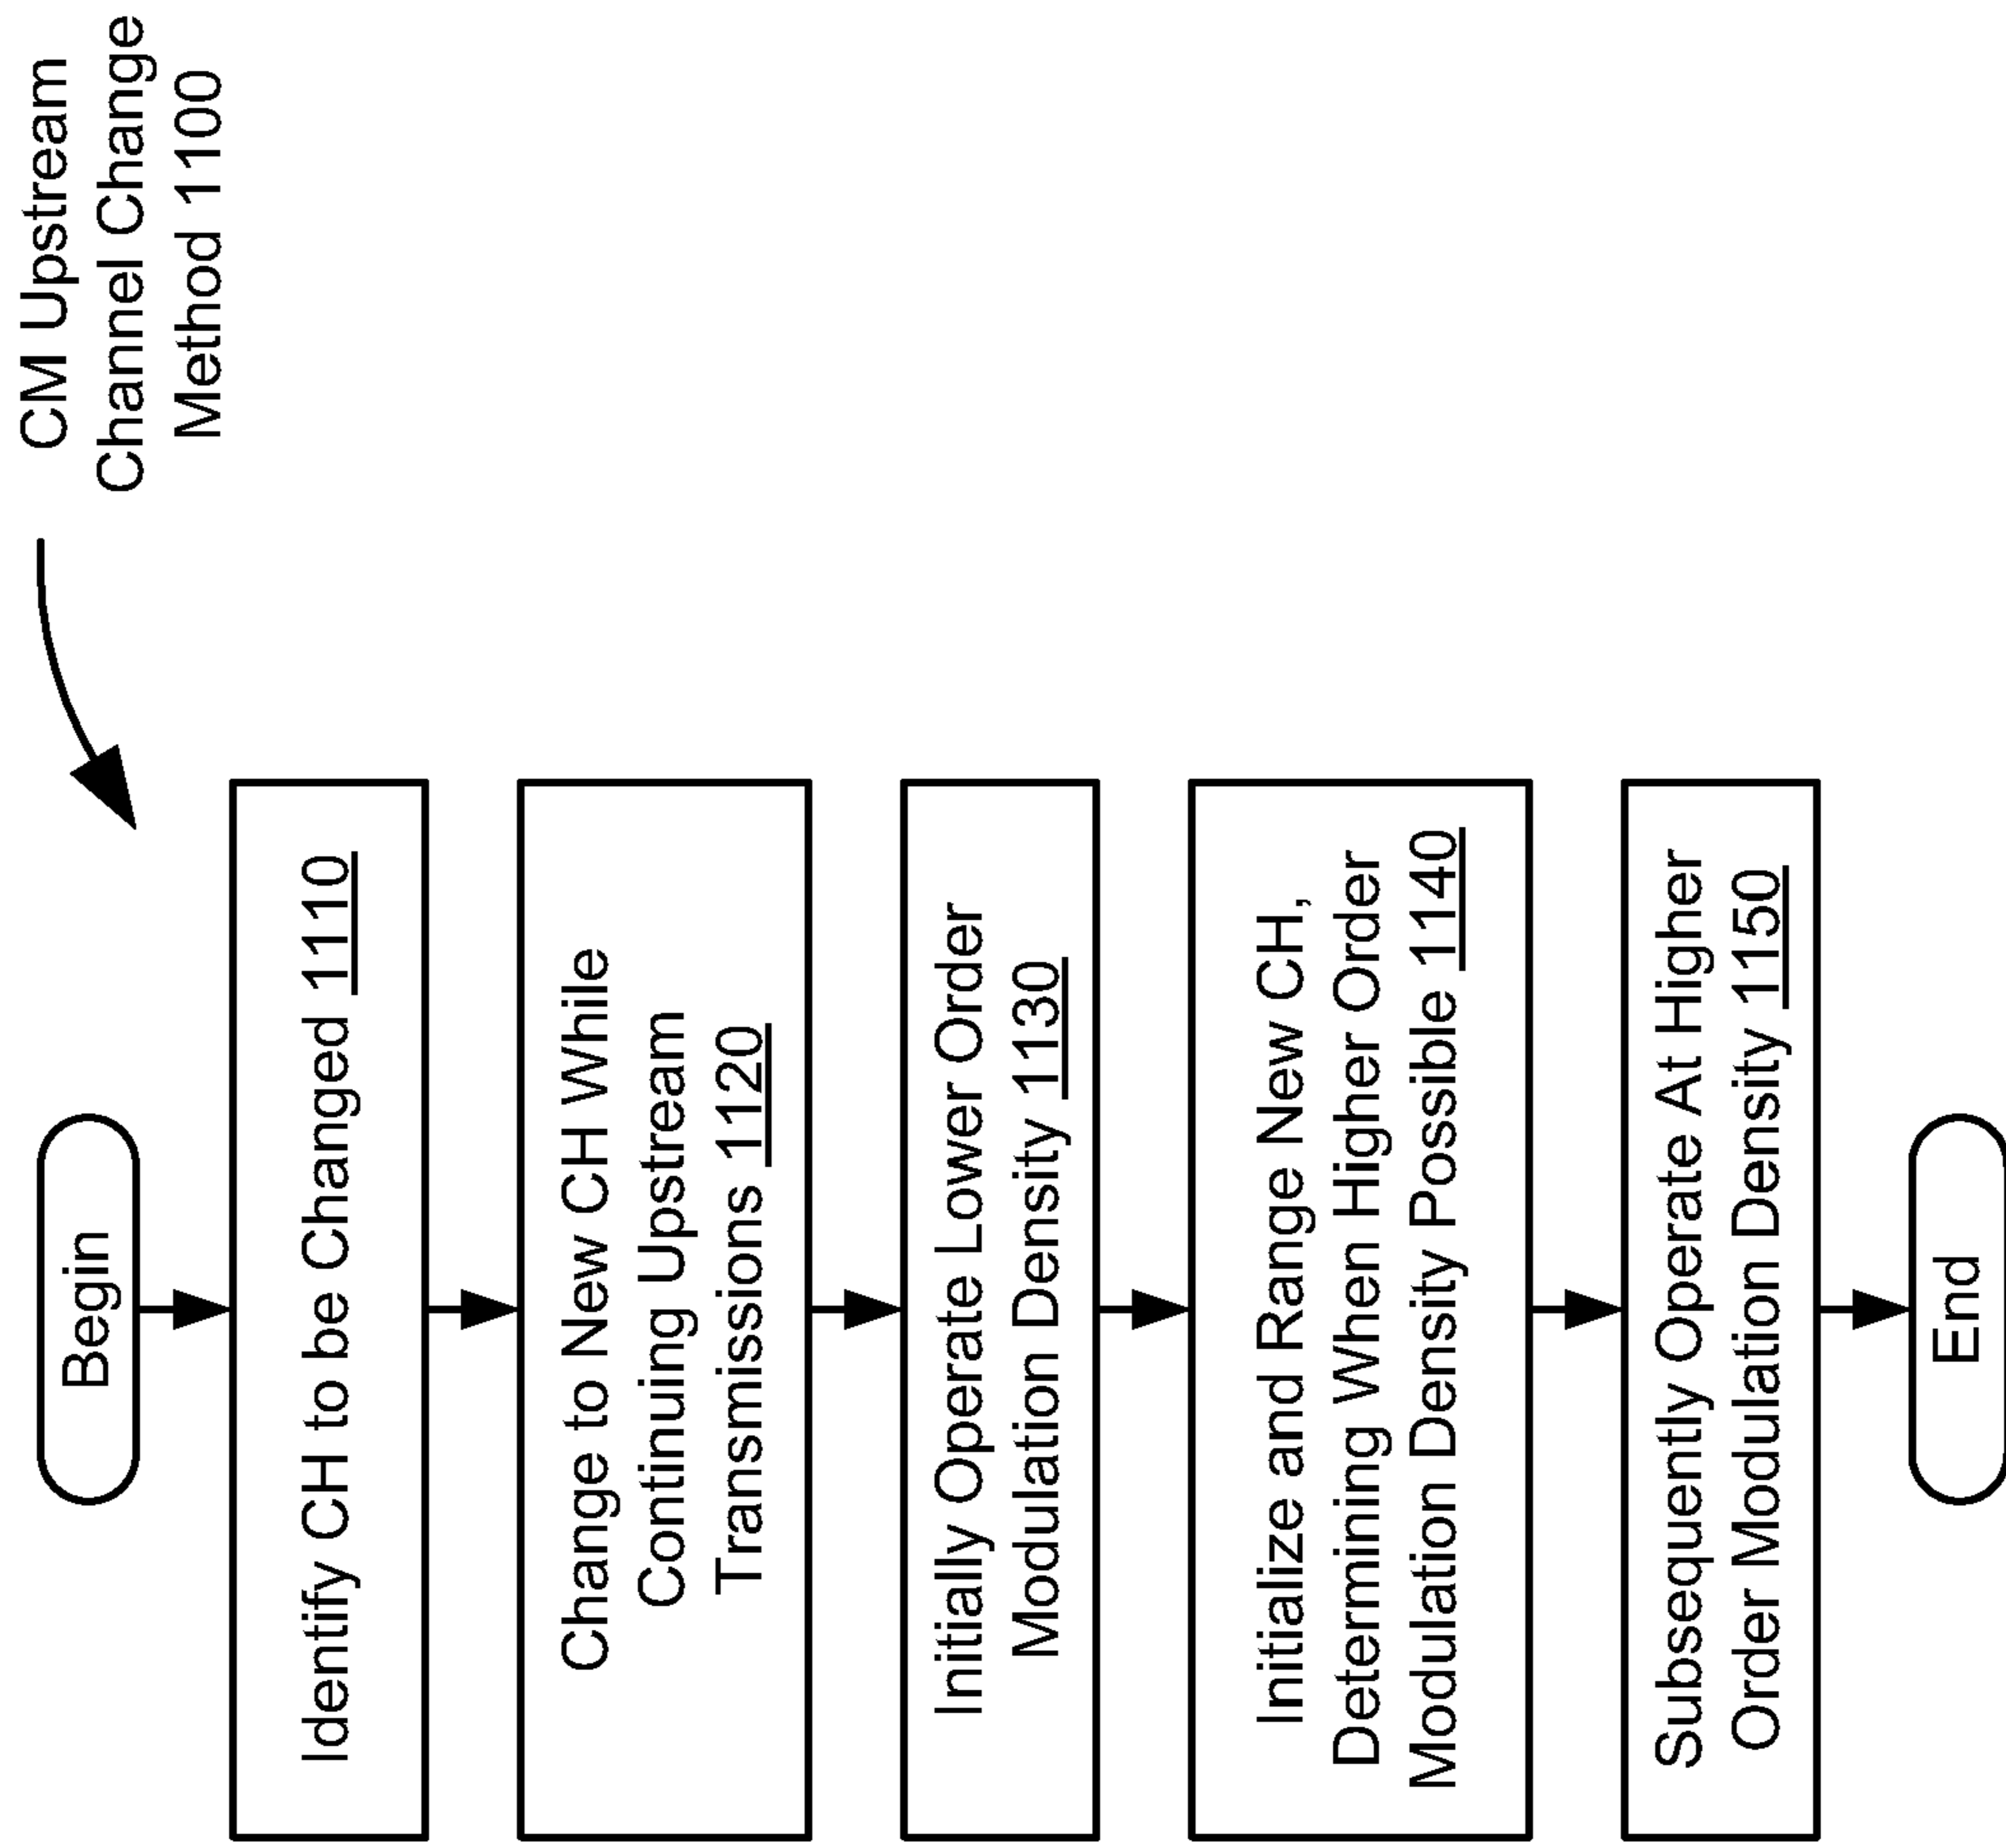 CM Upstream
Channel Change
Method 1100
Begin
Identify CH to be Changed 1110
Change to New CH While
Continuing Upstream
Transmissions 1120
Initially Operate Lower Order
Modulation Density 1130
Initialize and Range New CH,
Determining When Higher Order
Modulation Density Possible 1140
Subsequently Operate At Higher
Order Modulation Density 1150
End